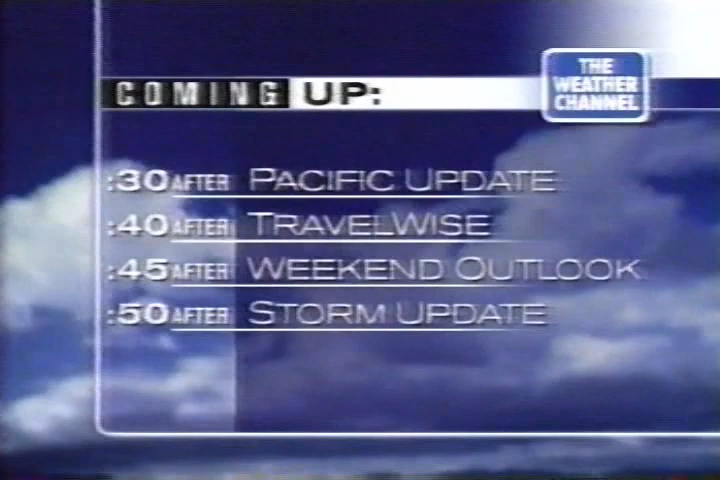 COMING UP:
THE
WEATHER
CHANNEL
:30 AFTER PACIFIC UPDATE
:40 AFTER TRAVELWISE
:45 AFTER WEEKEND OUTLOOK
:50 AFTER STORM UPDATE